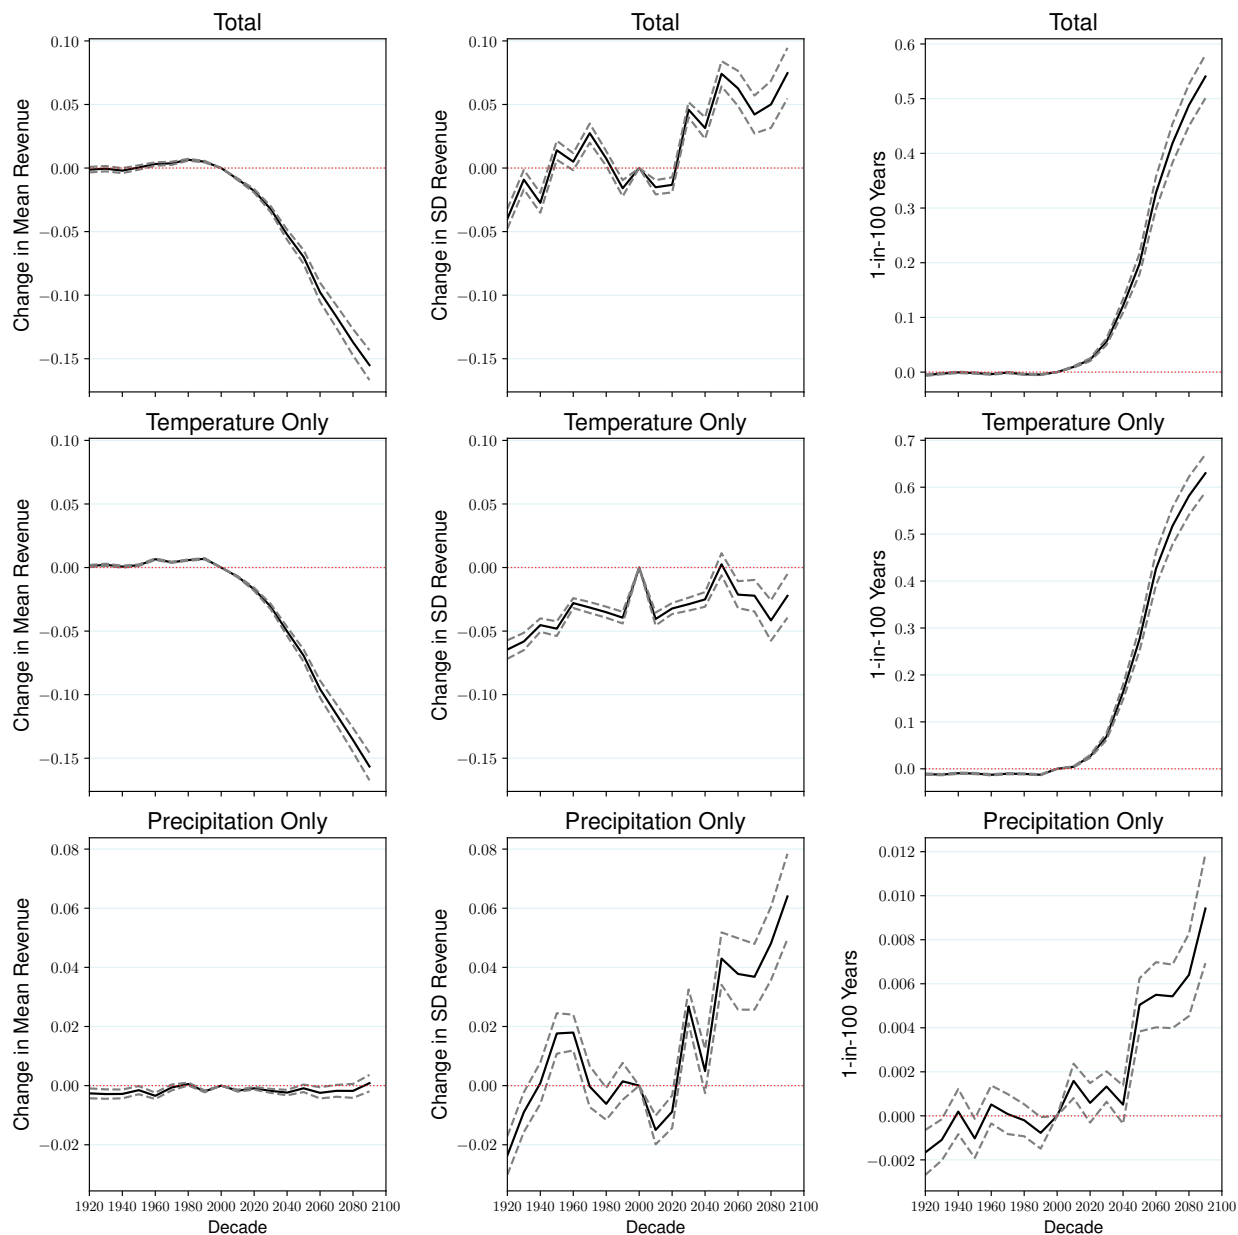 Total
Total
Total
Change in Mean Revenue
0.10
0.05
0.00
−0.05
−0.10
−0.15
Change in SD Revenue
0.10
0.05
0.00
−0.05
−0.10
−0.15
1-in-100 Years
0.6
0.5
0.4
0.3
0.2
0.1
0.0
Temperature Only
Temperature Only
Temperature Only
Change in Mean Revenue
0.10
0.05
0.00
−0.05
−0.10
−0.15
Change in SD Revenue
0.10
0.05
0.00
−0.05
−0.10
−0.15
1-in-100 Years
0.7
0.6
0.5
0.4
0.3
0.2
0.1
0.0
Precipitation Only
Precipitation Only
Precipitation Only
Change in Mean Revenue
0.08
0.06
0.04
0.02
0.00
−0.02
1920 1940 1960 1980 2000 2020 2040 2060 2080 2100
Decade
Change in SD Revenue
0.08
0.06
0.04
0.02
0.00
−0.02
1920 1940 1960 1980 2000 2020 2040 2060 2080 2100
Decade
1-in-100 Years
0.012
0.010
0.008
0.006
0.004
0.002
0.000
−0.002
1920 1940 1960 1980 2000 2020 2040 2060 2080 2100
Decade